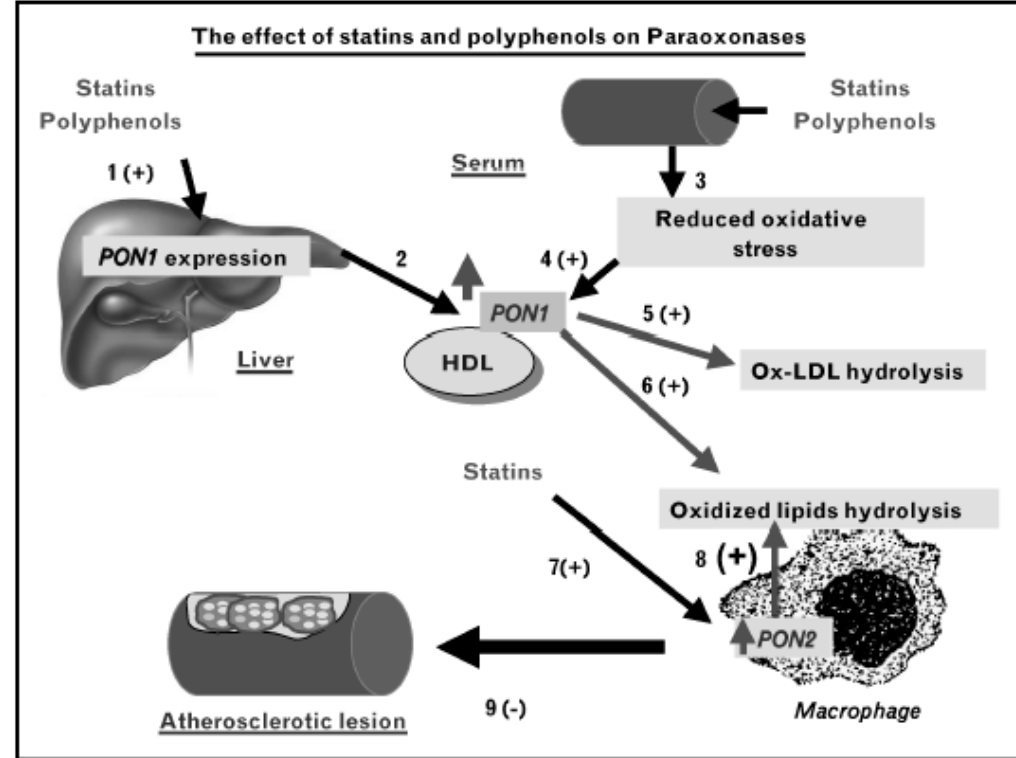 The effect of statins and polyphenols on Paraoxonases
Statins
Polyphenols
1 (+)
PON1 expression
Liver
2
Serum
Statins
Polyphenols
3
Reduced oxidative
stress
4 (+)
PON1
HDL
5 (+)
Ox-LDL hydrolysis
6 (+)
Statins
7(+)
Oxidized lipids hydrolysis
8 (+)
PON2
Macrophage
9 (-)
Atherosclerotic lesion